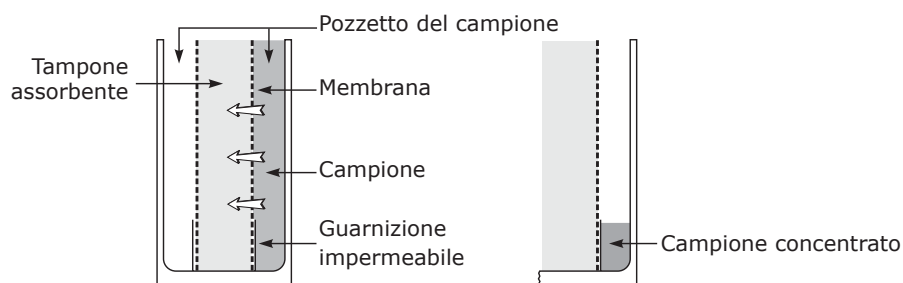 Pozzetto del campione
Tampone
assorbente
Membrana
Campione
Guarnizione
impermeabile
Campione concentrato